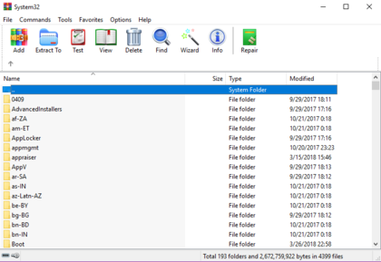 System32
File Commands Tools Favorites Options Help
Add Extract To Test View Delete Find Wizard Info Repair
Name Size Type Modified
.. System Folder
0409 File folder 9/29/2017 18:11
AdvancedInstallers File folder 9/29/2017 17:16
af-ZA File folder 10/21/2017 0:18
am-ET File folder 10/21/2017 0:18
AppLocker File folder 9/29/2017 17:16
appmgmt File folder 10/20/2017 23:23
appraiser File folder 3/15/2018 15:46
AppV File folder 9/29/2017 18:13
ar-SA File folder 9/29/2017 18:12
as-IN File folder 10/21/2017 0:18
az-Latn-AZ File folder 10/21/2017 0:18
be-BY File folder 10/21/2017 0:18
bg-BG File folder 9/29/2017 18:12
bn-BD File folder 10/21/2017 0:18
bn-IN File folder 10/21/2017 0:18
Boot File folder 3/26/2018 22:58
Total 193 folders and 2,672,759,922 bytes in 4399 files